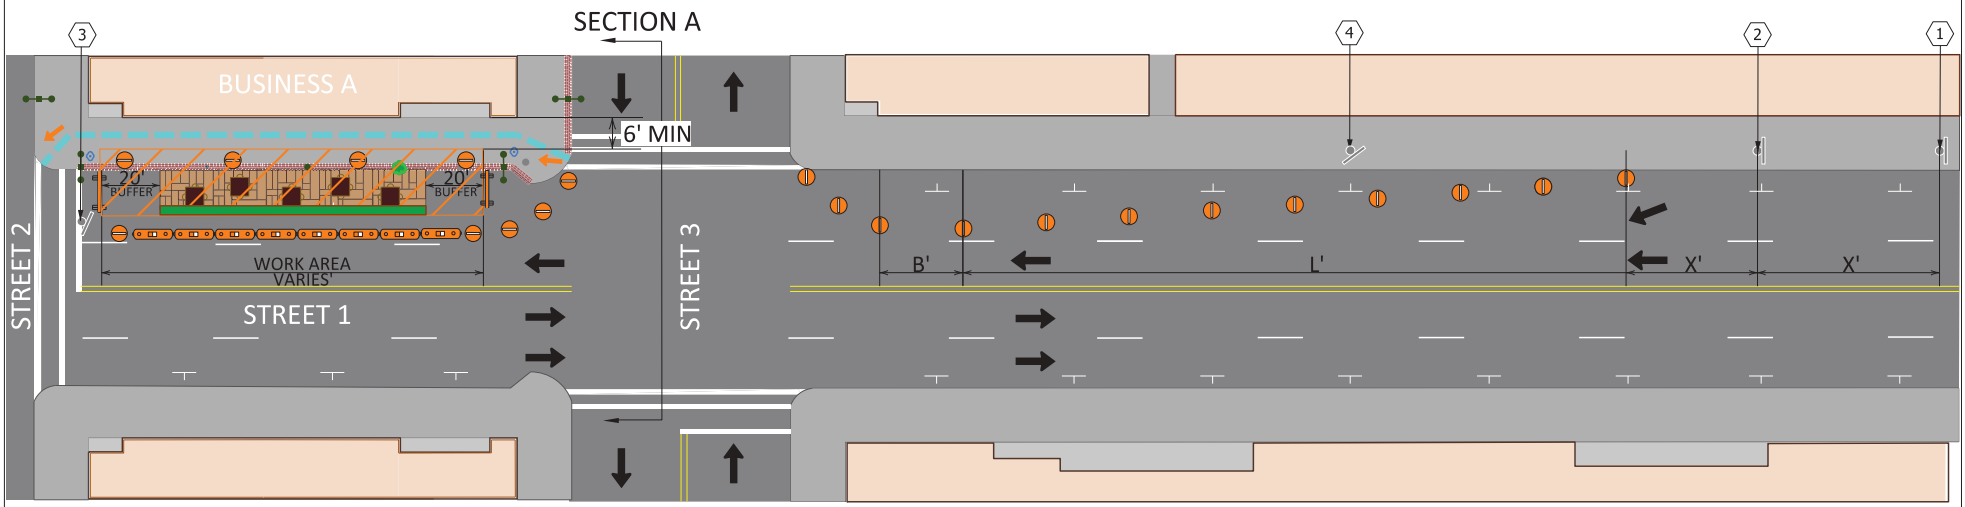 SECTION A
3
4
2
1
BUSINESS A
6' MIN
20'
BUFFER
20'
BUFFER
WORK AREA
VARIES'
B'
L'
X'
X'
STREET 1
STREET 2
STREET 3